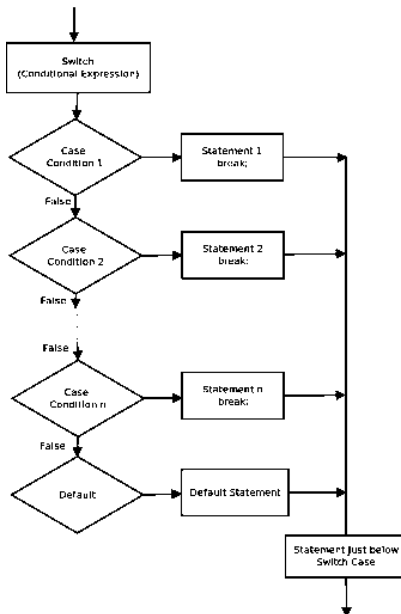 Switch
(Conditional Expression)
Case
Condition 1
Statement 1
break;
False
Case
Condition 2
Statement 2
break;
False
False
Case
Condition n
Statement n
break;
False
Default
Default Statement
Statement Just below
Switch Case